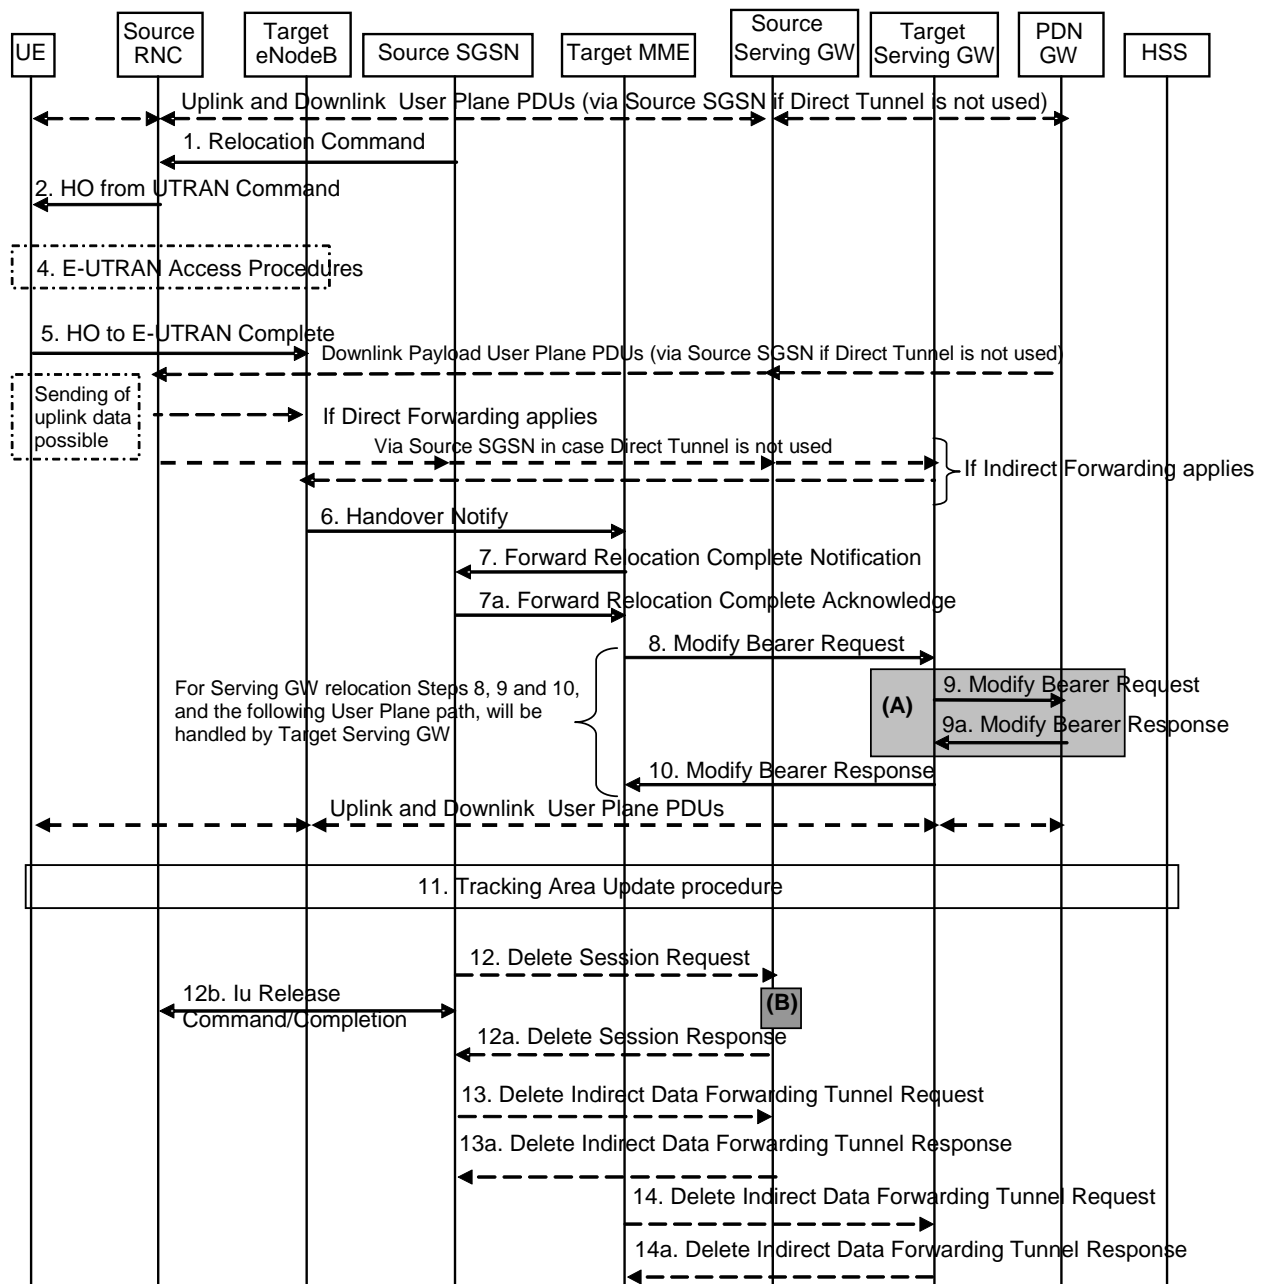 UE
Source
RNC
Target
eNodeB
Source SGSN
Target MME
Source
Serving GW
Target
Serving GW
PDN
GW
HSS
Uplink and Downlink User Plane PDUs (via Source SGSN if Direct Tunnel is not used)
1. Relocation Command
2. HO from UTRAN Command
4. E-UTRAN Access Procedures
5. HO to E-UTRAN Complete
Downlink Payload User Plane PDUs (via Source SGSN if Direct Tunnel is not used)
Sending of
uplink data
possible
If Direct Forwarding applies
Via Source SGSN in case Direct Tunnel is not used
If Indirect Forwarding applies
6. Handover Notify
7. Forward Relocation Complete Notification
7a. Forward Relocation Complete Acknowledge
8. Modify Bearer Request
For Serving GW relocation Steps 8, 9 and 10,
and the following User Plane path, will be
handled by Target Serving GW
(A)
9. Modify Bearer Request
9a. Modify Bearer Response
10. Modify Bearer Response
Uplink and Downlink User Plane PDUs
11. Tracking Area Update procedure
12. Delete Session Request
12b. Iu Release
Command/Completion
(B)
12a. Delete Session Response
13. Delete Indirect Data Forwarding Tunnel Request
13a. Delete Indirect Data Forwarding Tunnel Response
14. Delete Indirect Data Forwarding Tunnel Request
14a. Delete Indirect Data Forwarding Tunnel Response